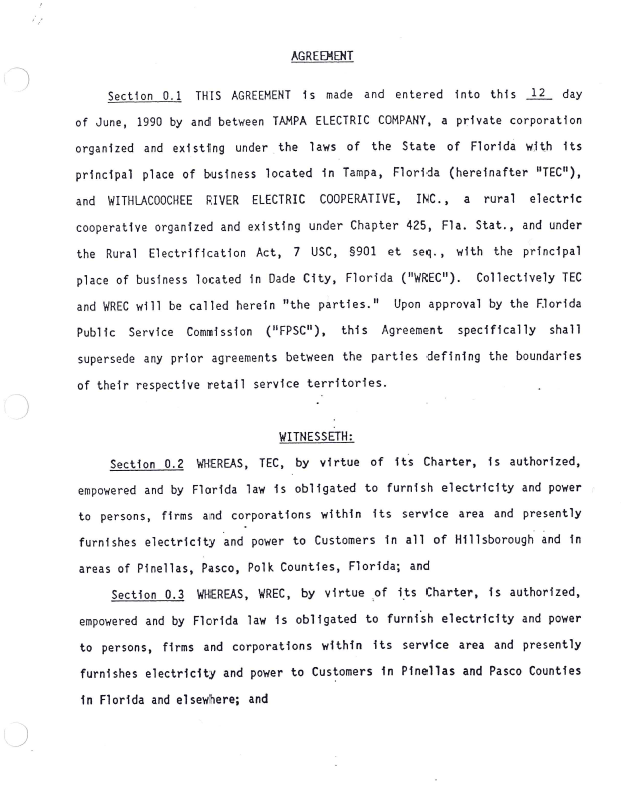 AGREEMENT
Section 0.1 THIS AGREEMENT is made and entered into this 12 day
of June, 1990 by and between TAMPA ELECTRIC COMPANY, a private corporation
organized and existing under the laws of the State of Florida with its
principal place of business located in Tampa, Florida (hereinafter "TEC"),
and WITHLACOOCHEE RIVER ELECTRIC COOPERATIVE, INC., a rural electric
cooperative organized and existing under Chapter 425, Fla. Stat., and under
the Rural Electrification Act, 7 USC, §901 et seq., with the principal
place of business located in Dade City, Florida ("WREC"). Collectively TEC
and WREC will be called herein "the parties." Upon approval by the Florida
Public Service Commission ("FPSC"), this Agreement specifically shall
supersede any prior agreements between the parties defining the boundaries
of their respective retail service territories.
WITNESSETH:
Section 0.2 WHEREAS, TEC, by virtue of its Charter, is authorized,
empowered and by Florida law is obligated to furnish electricity and power
to persons, firms and corporations within its service area and presently
furnishes electricity and power to Customers in all of Hillsborough and in
areas of Pinellas, Pasco, Polk Counties, Florida; and
Section 0.3 WHEREAS, WREC, by virtue of its Charter, is authorized,
empowered and by Florida law is obligated to furnish electricity and power
to persons, firms and corporations within its service area and presently
furnishes electricity and power to Customers in Pinellas and Pasco Counties
in Florida and elsewhere; and